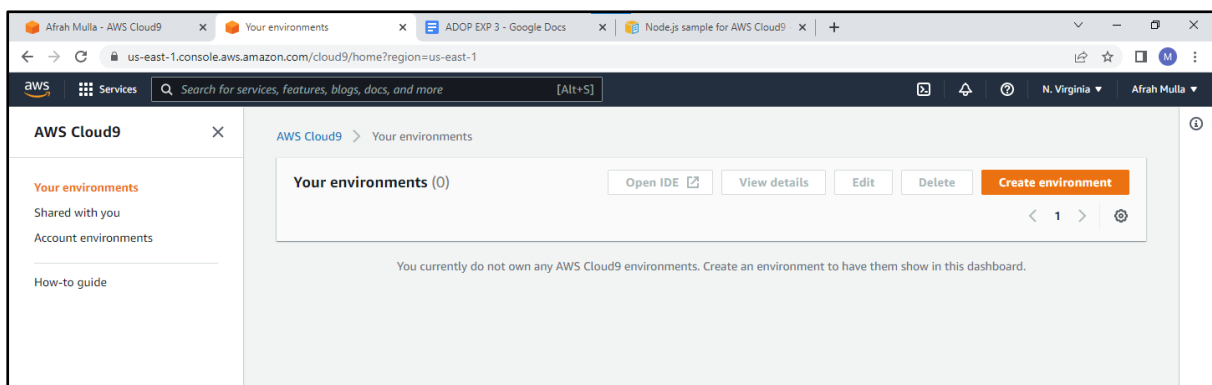 Afrah Mulla - AWS Cloud9
Your environments
ADOP EXP 3 - Google Docs
Node.js sample for AWS Cloud9
us-east-1.console.aws.amazon.com/cloud9/home?region=us-east-1
M
aws Services Search for services, features, blogs, docs, and more [Alt+S] N. Virginia Afrah Mulla
AWS Cloud9
AWS Cloud9 > Your environments
Your environments
Shared with you
Account environments
How-to guide
Your environments (0) Open IDE View details Edit Delete Create environment
< 1 >
You currently do not own any AWS Cloud9 environments. Create an environment to have them show in this dashboard.